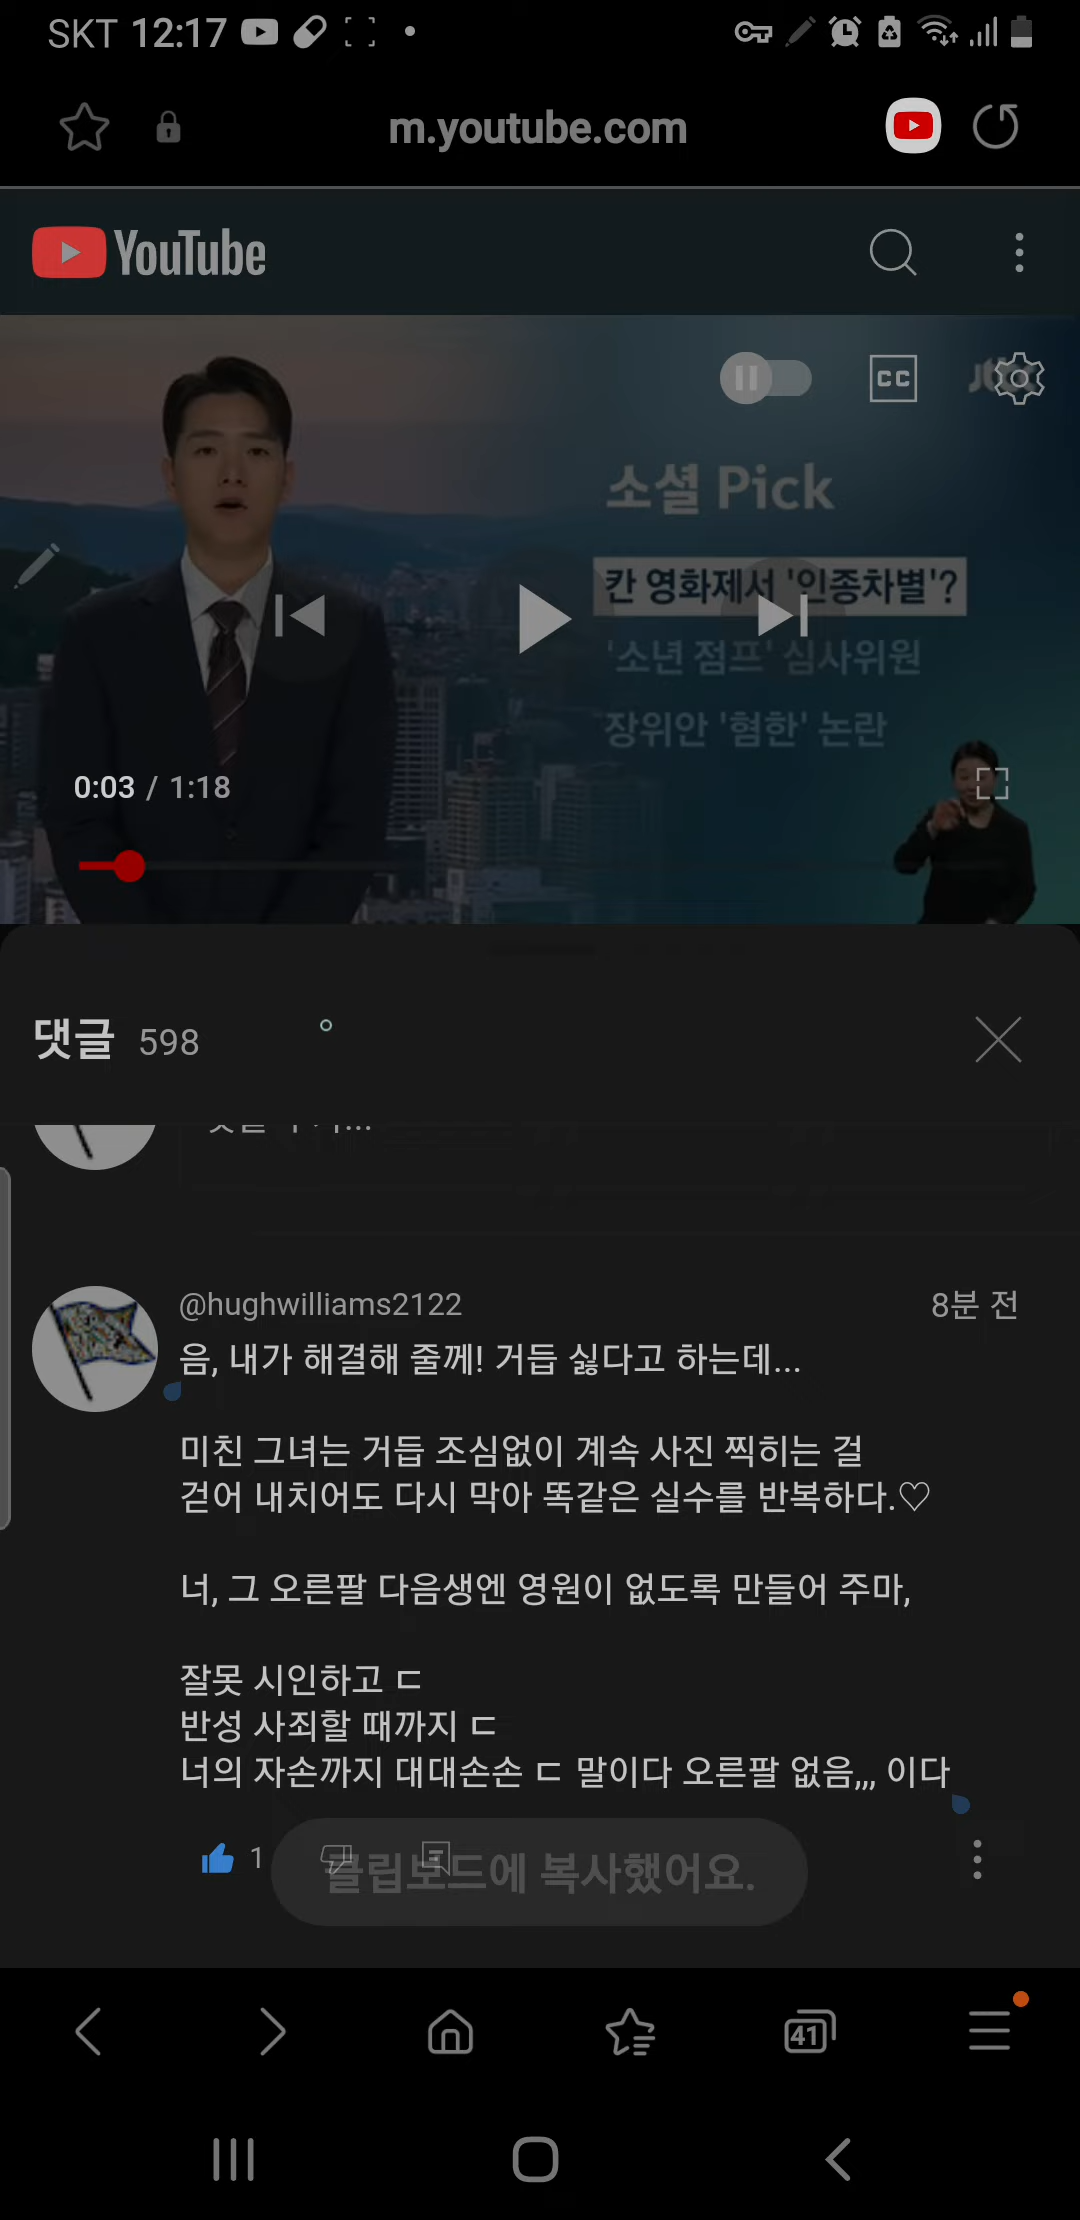 SKT 12:17
m.youtube.com
YouTube
CC
소셜 Pick
칸 영화제서 '인종차별'?
'소년 점프' 심사위원
장위안 '혐한' 논란
0:03 / 1:18
댓글 598
@hughwilliams2122 8분 전
음, 내가 해결해 줄께! 거듭 싫다고 하는데...
미친 그녀는 거듭 조심없이 계속 사진 찍히는 걸
걷어 내치어도 다시 막아 똑같은 실수를 반복하다.♡
너, 그 오른팔 다음생엔 영원이 없도록 만들어 주마,
잘못 시인하고 ㄷ
반성 사죄할 때까지 ㄷ
너의 자손까지 대대손손 ㄷ 말이다 오른팔 없음,,, 이다
1
클립보드에 복사했어요.
41